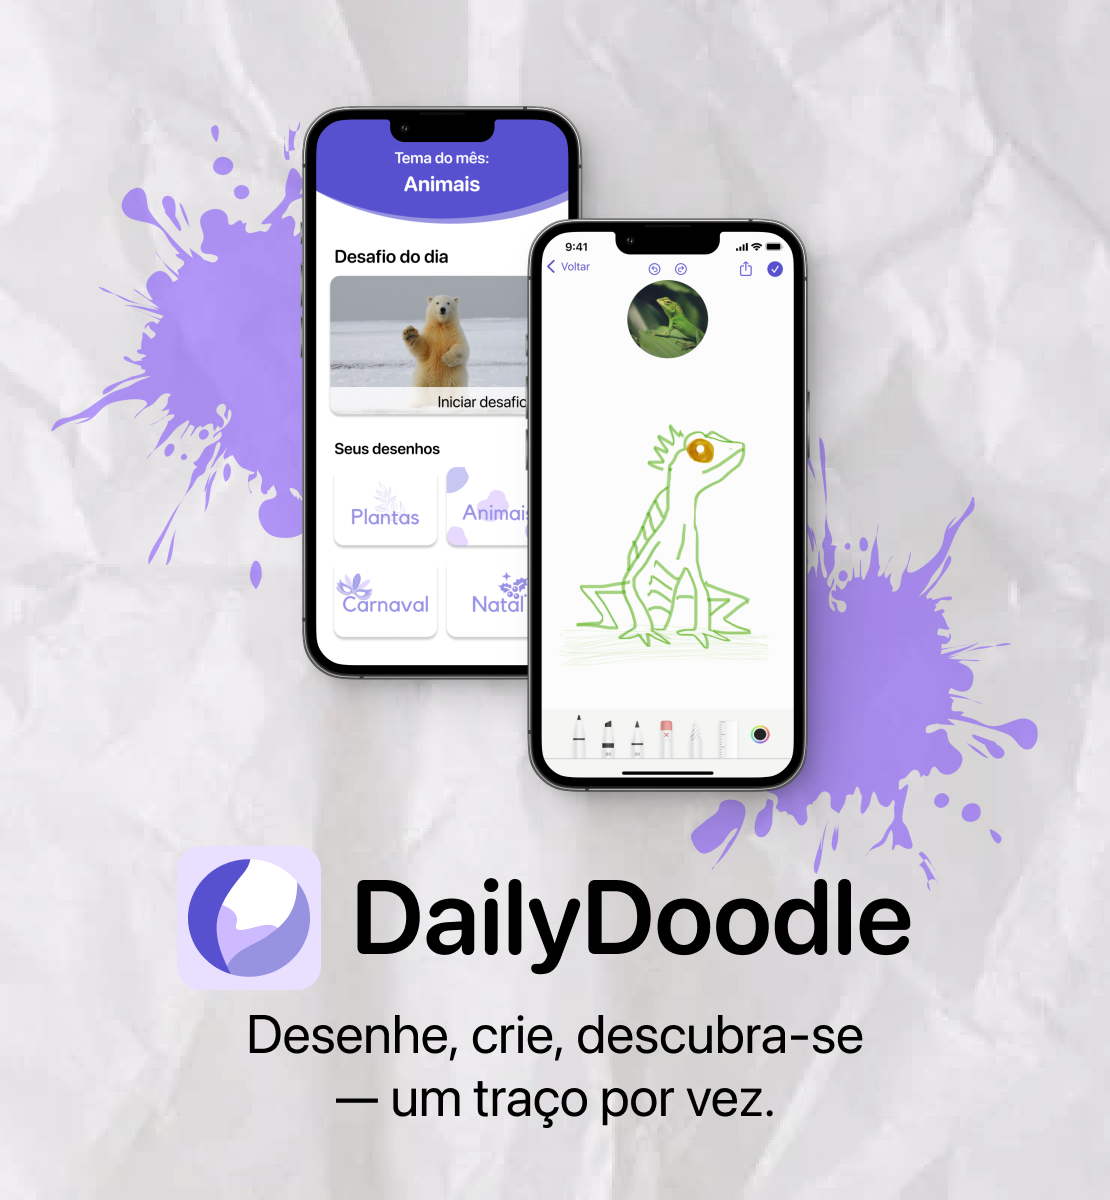 Tema do mês:
Animais
Desafio do dia
Iniciar desafio
Seus desenhos
Plantas
Animais
Carnaval
Natal
9:41
Voltar
DailyDoodle
Desenhe, crie, descubra-se
— um traço por vez.